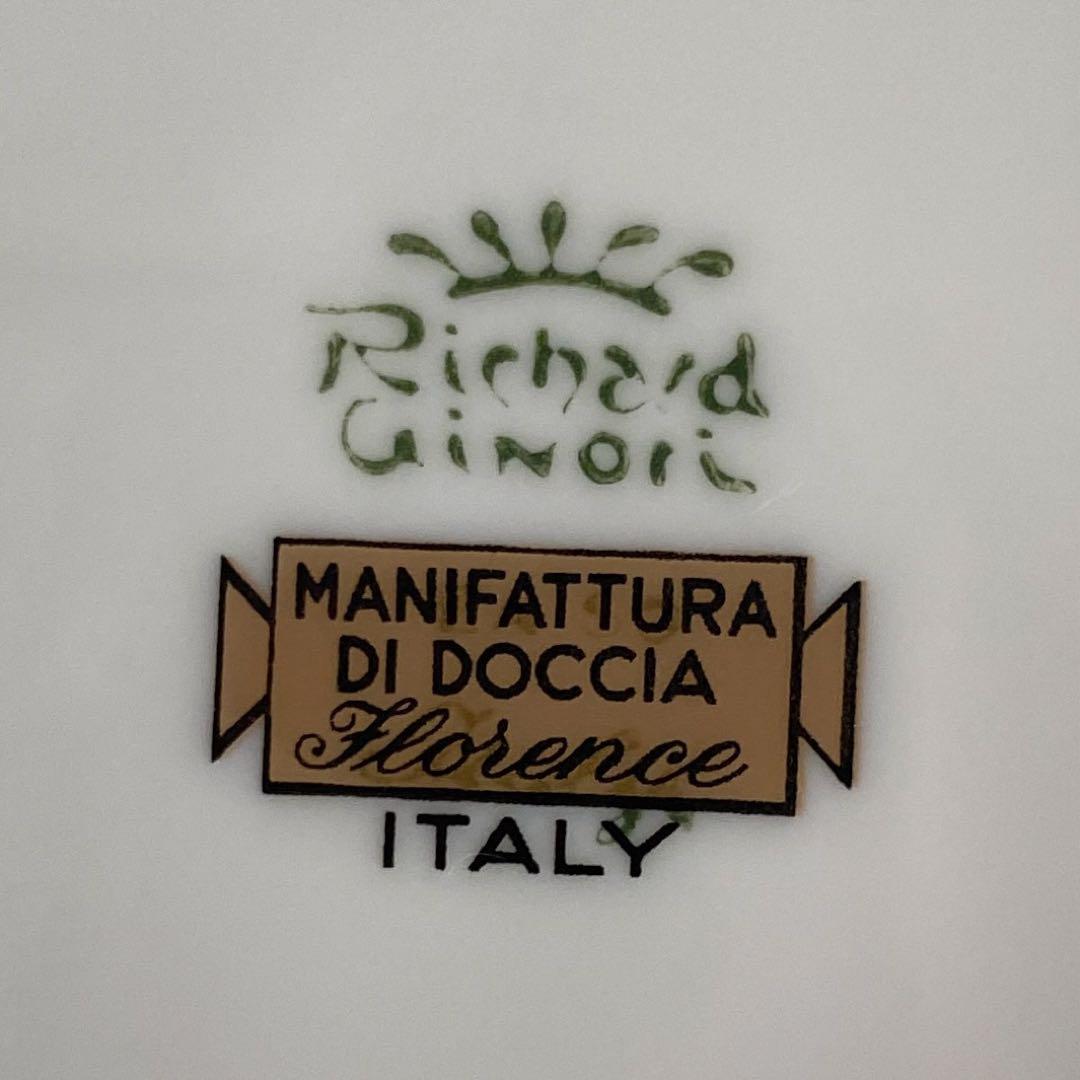 Richard
Ginori
MANIFATTURA
DI DOCCIA
Florence
ITALY